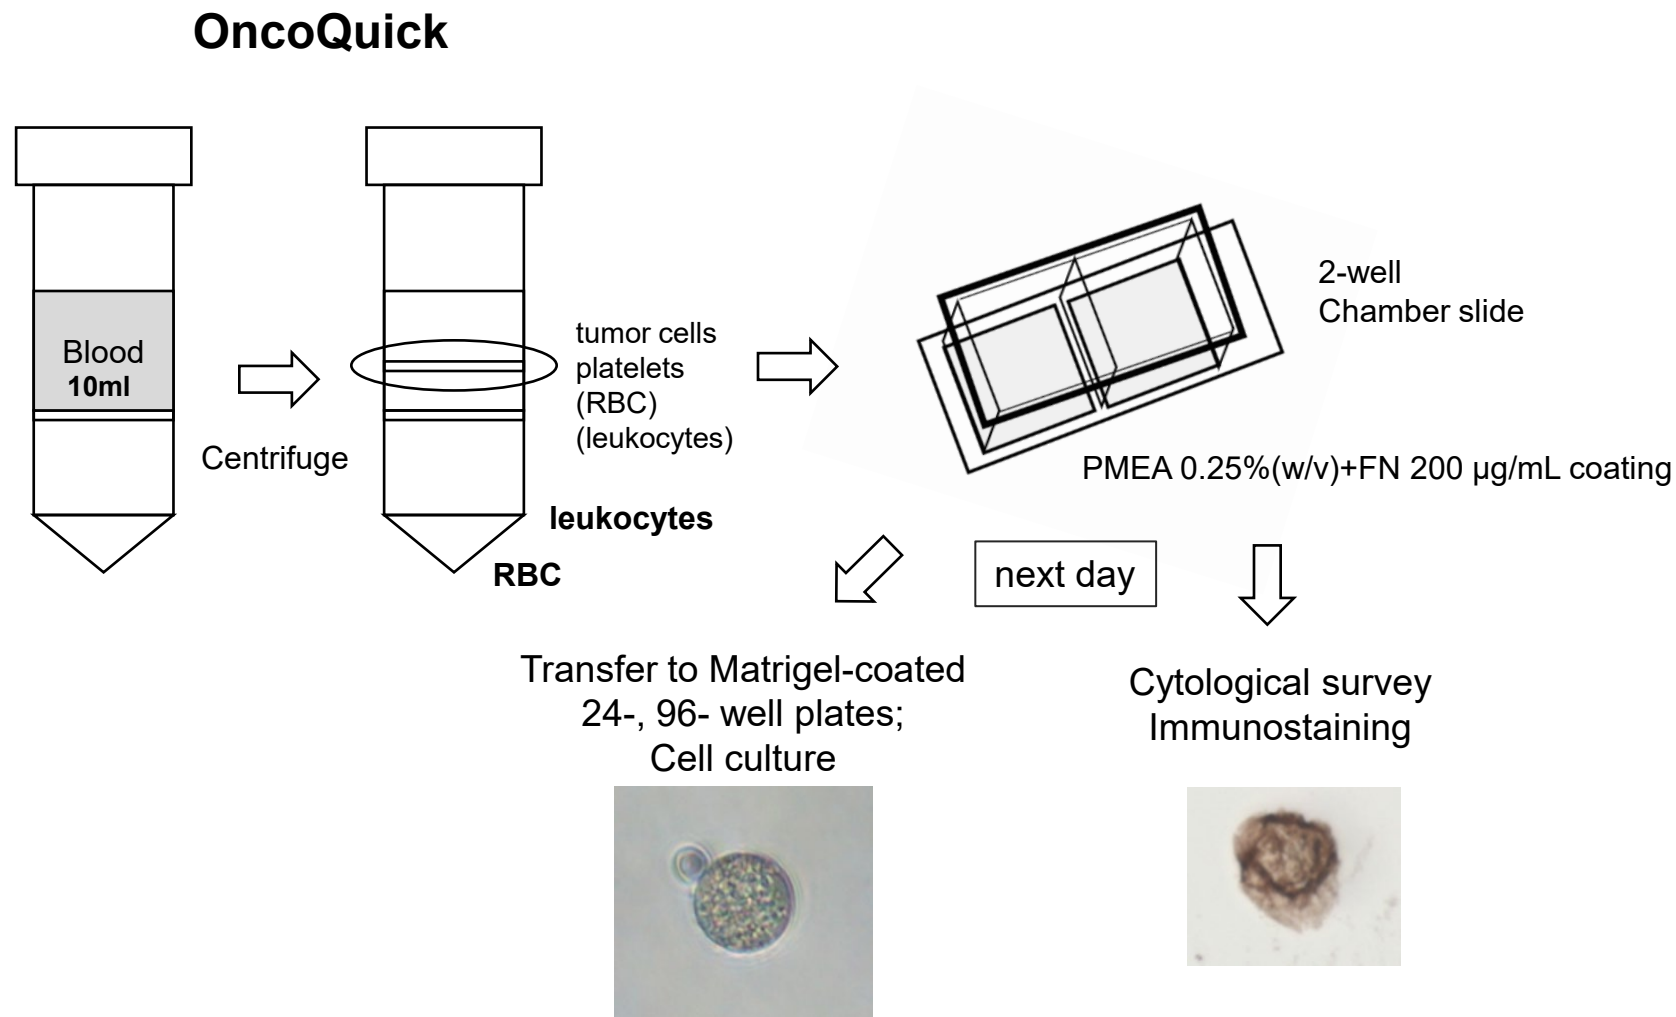 OncoQuick
Blood
10ml
Centrifuge
tumor cells
platelets
(RBC)
(leukocytes)
leukocytes
RBC
2-well
Chamber slide
PMEA 0.25%(w/v)+FN 200 µg/mL coating
next day
Transfer to Matrigel-coated
24-, 96- well plates;
Cell culture
Cytological survey
Immunostaining